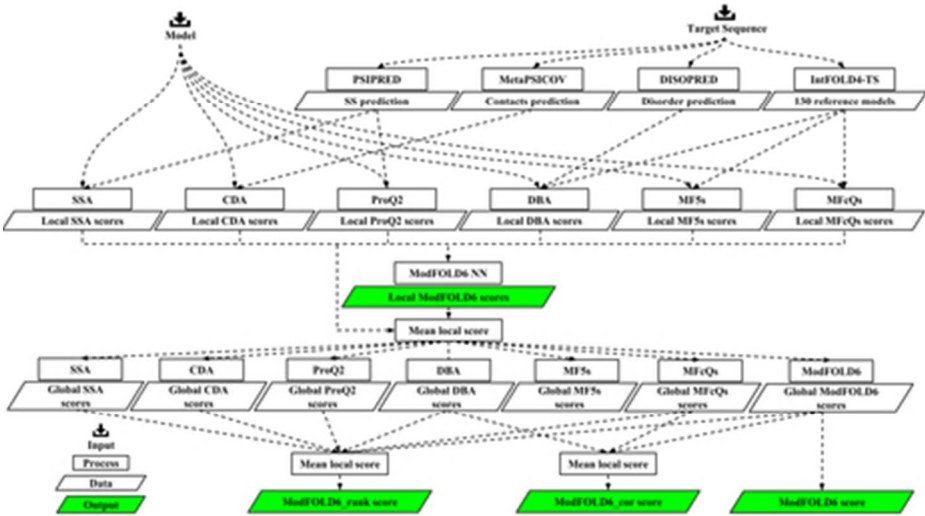 Model
Target Sequence
PSIPRED
MetaPSICOV
DISOPRED
IntFOLD4-TS
SS prediction
Contacts prediction
Disorder prediction
130 reference models
SSA
CDA
ProQ2
DBA
MF5s
MFcQs
Local SSA scores
Local CDA scores
Local ProQ2 scores
Local DBA scores
Local MF5s scores
Local MFcQs scores
ModFOLD6 NN
Local ModFOLD6 scores
Mean local score
SSA
CDA
ProQ2
DBA
MF5s
MFcQs
ModFOLD6
Global SSA
scores
Global CDA
scores
Global ProQ2
scores
Global DBA
scores
Global MF5s
scores
Global MFcQs
scores
Global ModFOLD6
scores
Input
Process
Data
Output
Mean local score
Mean local score
ModFOLD6_rank score
ModFOLD6_cor score
ModFOLD6 score